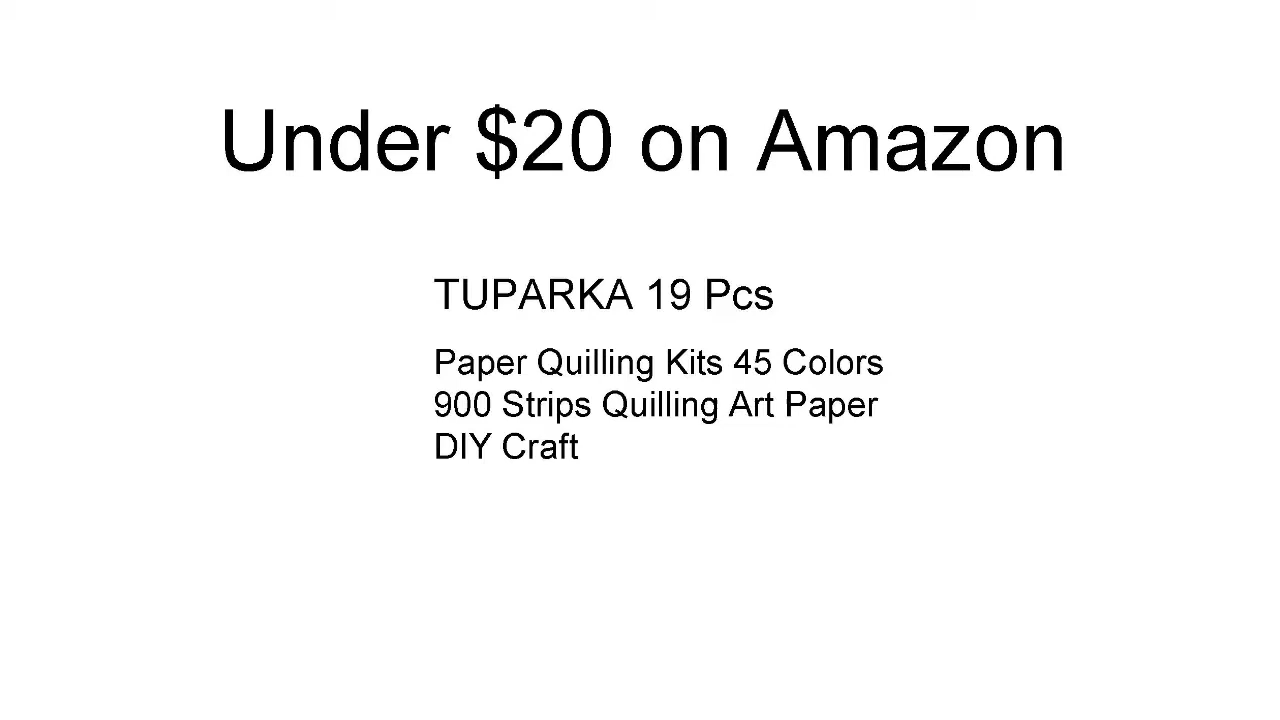 Under $20 on Amazon
TUPARKA 19 Pcs
Paper Quilling Kits 45 Colors
900 Strips Quilling Art Paper
DIY Craft